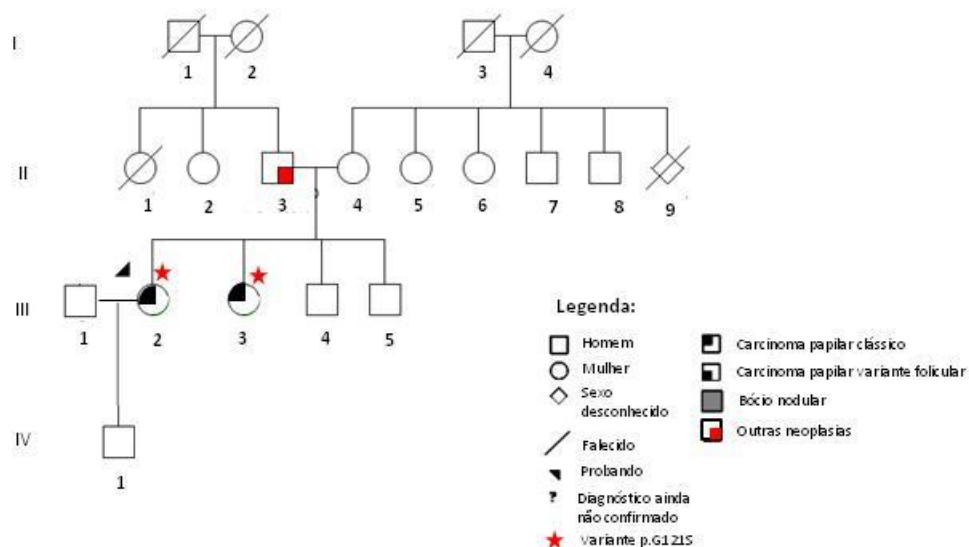 I
1 2 3 4
II
1 2 3 4 5 6 7 8 9
III
1 2 3 4 5
IV
1
Legenda:
Homem
Mulher
Sexo
desconhecido
Falecido
Probando
? Diagnóstico ainda
não confirmado
Variante p.G121S
Carcinoma papilar clássico
Carcinoma papilar variante folicular
Bócio nodular
Outras neoplasias